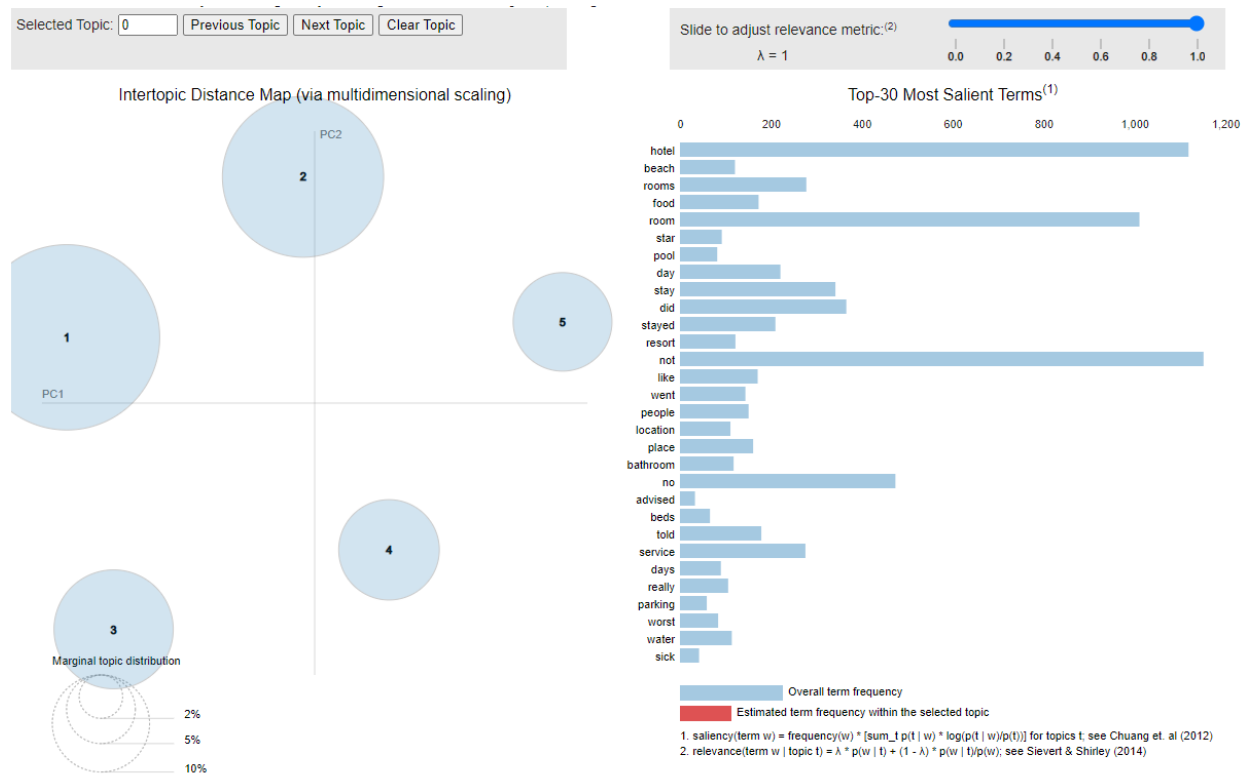 Selected Topic: 0 Previous Topic Next Topic Clear Topic
Slide to adjust relevance metric:(2)
λ = 1
0.0 0.2 0.4 0.6 0.8 1.0
Intertopic Distance Map (via multidimensional scaling)
PC2
PC1
1
2
3
4
5
Marginal topic distribution
2%
5%
10%
Top-30 Most Salient Terms(1)
0 200 400 600 800 1,000 1,200
hotel
beach
rooms
food
room
star
pool
day
stay
did
stayed
resort
not
like
went
people
location
place
bathroom
no
advised
beds
told
service
days
really
parking
worst
water
sick
Overall term frequency
Estimated term frequency within the selected topic
1. saliency(term w) = frequency(w) * [sum_t p(t | w) * log(p(t | w)/p(t))] for topics t; see Chuang et. al (2012)
2. relevance(term w | topic t) = λ * p(w | t) + (1 - λ) * p(w | t)/p(w); see Sievert & Shirley (2014)